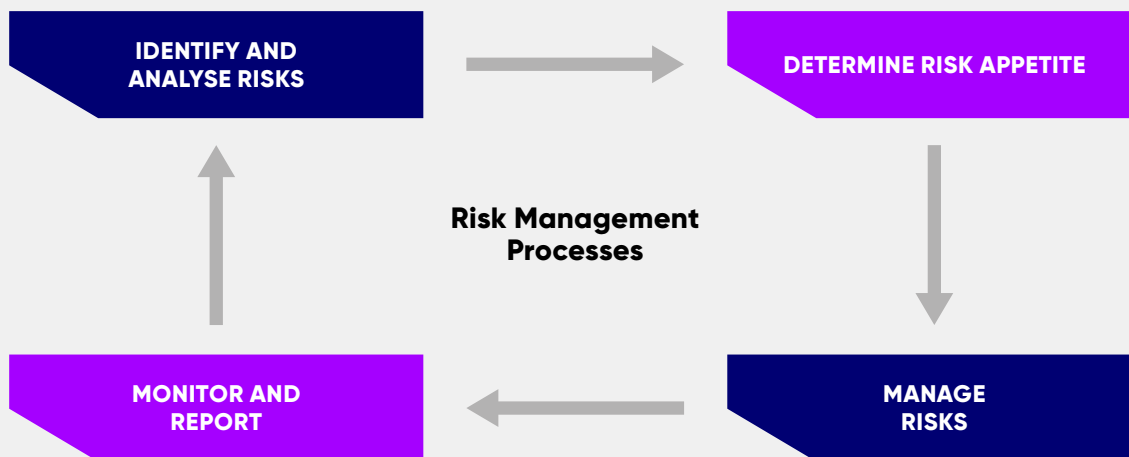 IDENTIFY AND
ANALYSE RISKS
DETERMINE RISK APPETITE
Risk Management
Processes
MONITOR AND
REPORT
MANAGE
RISKS